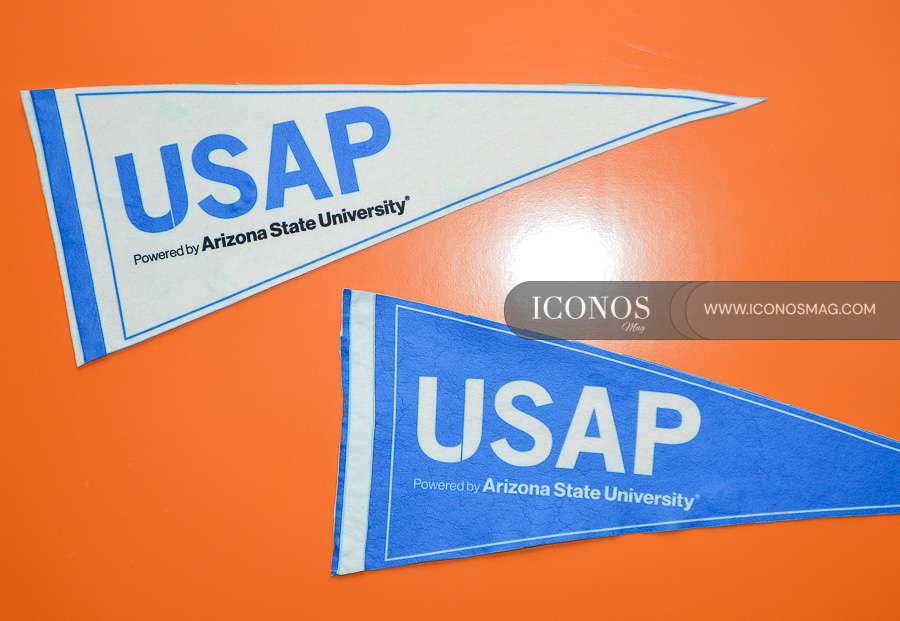 USAP
Powered by Arizona State University®
ICONOS
Mag
WWW.ICONOSMAG.COM
USAP
Powered by Arizona State University®